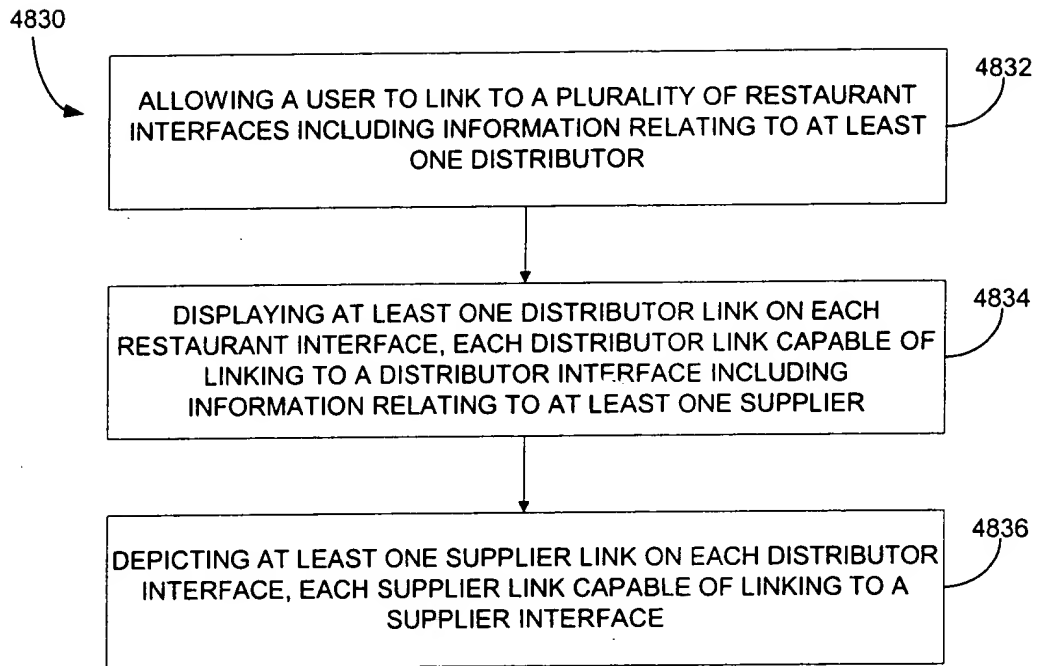 4830
4832
ALLOWING A USER TO LINK TO A PLURALITY OF RESTAURANT
INTERFACES INCLUDING INFORMATION RELATING TO AT LEAST
ONE DISTRIBUTOR
4834
DISPLAYING AT LEAST ONE DISTRIBUTOR LINK ON EACH
RESTAURANT INTERFACE, EACH DISTRIBUTOR LINK CAPABLE OF
LINKING TO A DISTRIBUTOR INTERFACE INCLUDING
INFORMATION RELATING TO AT LEAST ONE SUPPLIER
4836
DEPICTING AT LEAST ONE SUPPLIER LINK ON EACH DISTRIBUTOR
INTERFACE, EACH SUPPLIER LINK CAPABLE OF LINKING TO A
SUPPLIER INTERFACE